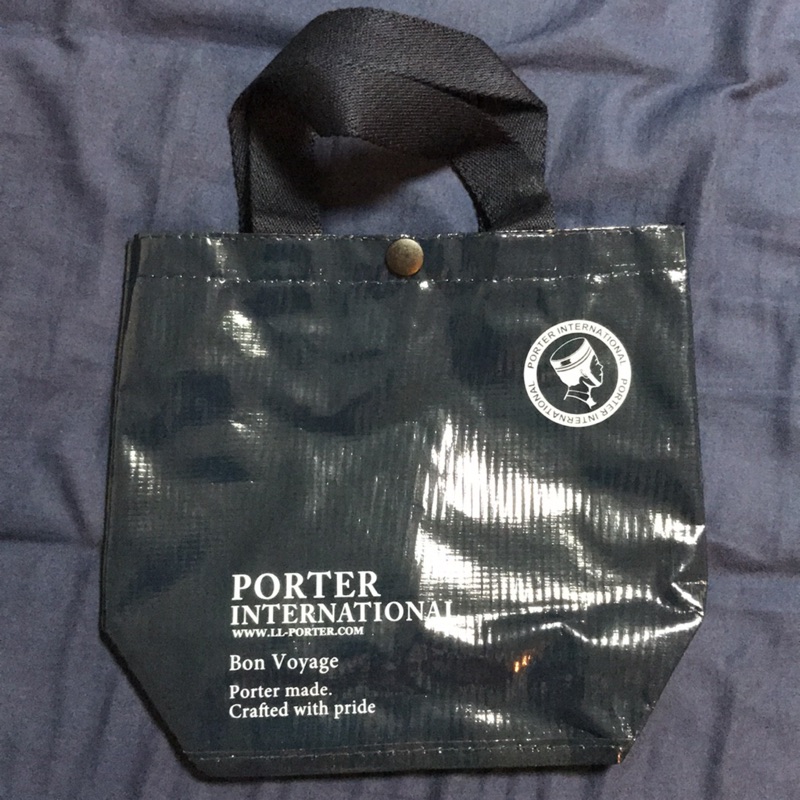 PORTER INTERNATIONAL PORTER INTERNATIONAL
PORTER
INTERNATIONAL
WWW.LL-PORTER.COM
Bon Voyage
Porter made.
Crafted with pride